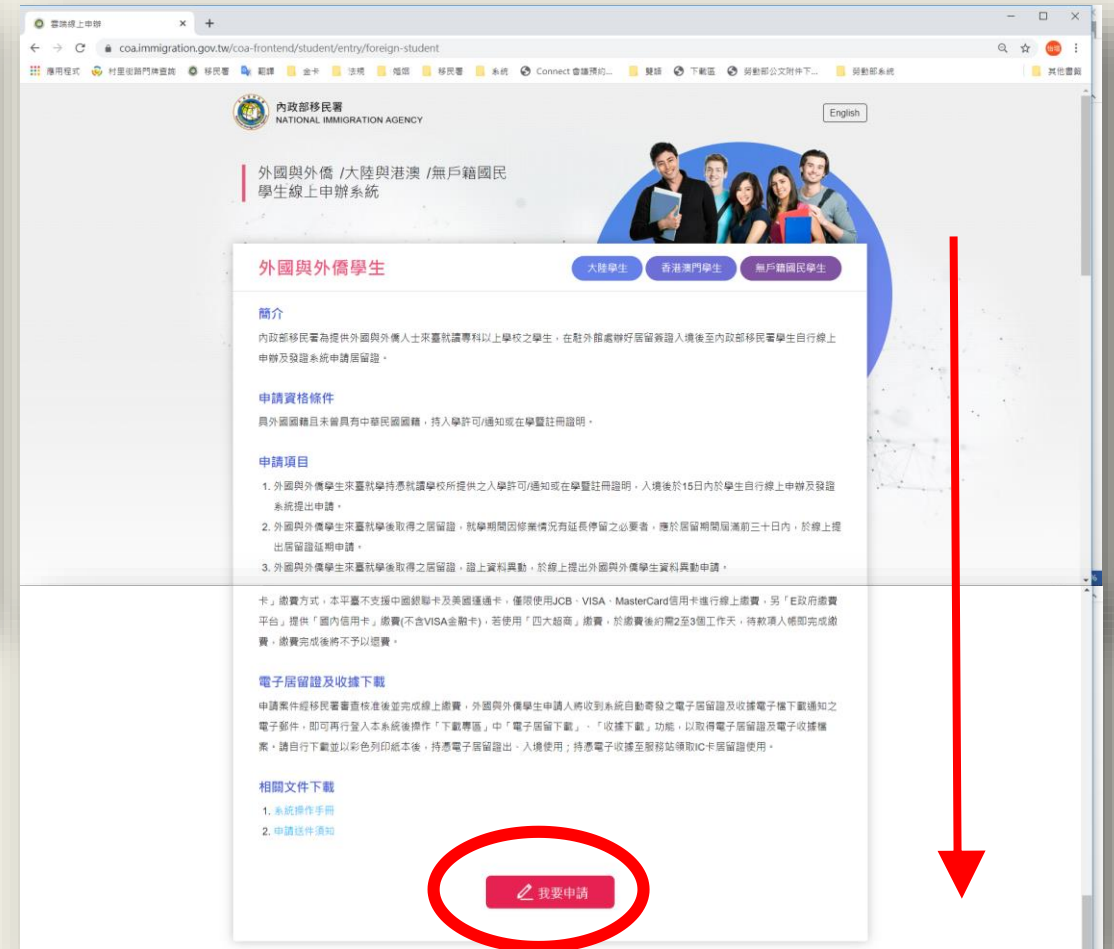 雲端線上申辦
coa.immigration.gov.tw/coa-frontend/student/entry/foreign-student
應用程式 村里街路門牌查詢 移民署 翻譯 金卡 法規 婚姻 移民署 系統 Connect會議預約... 雙語 下載區 勞動部公文附件下... 勞動部系統 其他書籤
內政部移民署
NATIONAL IMMIGRATION AGENCY
English
外國與外僑 /大陸與港澳 /無戶籍國民
學生線上申辦系統
外國與外僑學生
大陸學生 香港澳門學生 無戶籍國民學生
簡介
內政部移民署為提供外國與外僑人士來臺就讀專科以上學校之學生，在駐外館處辦好居留簽證入境後至內政部移民署學生自行線上
申辦及發證系統申請居留證。
申請資格條件
具外國國籍且未曾具有中華民國國籍，持入學許可/通知或在學暨註冊證明。
申請項目
1. 外國與外僑學生來臺就學持憑就讀學校所提供之入學許可/通知或在學暨註冊證明，入境後於15日內於學生自行線上申辦及發證
系統提出申請。
2. 外國與外僑學生來臺就學後取得之居留證，就學期間因修業情況有延長停留之必要者，應於居留期間屆滿前三十日內，於線上提
出居留證延期申請。
3. 外國與外僑學生來臺就學後取得之居留證，證上資料異動，於線上提出外國與外僑學生資料異動申請。
卡」繳費方式，本平臺不支援中國銀聯卡及美國運通卡，僅限使用JCB、VISA、MasterCard信用卡進行線上繳費，另「E政府繳費
平台」提供「國內信用卡」繳費(不含VISA金融卡)，若使用「四大超商」繳費，於繳費後約需2至3個工作天，待款項入帳即完成繳
費，繳費完成後將不予以退費。
電子居留證及收據下載
申請案件經移民署審查核准後並完成線上繳費，外國與外僑學生申請人將收到系統自動寄發之電子居留證及收據電子檔下載通知之
電子郵件，即可再行登入本系統後操作「下載專區」中「電子居留下載」、「收據下載」功能，以取得電子居留證及電子收據檔
案。請自行下載並以彩色列印紙本後，持憑電子居留證出、入境使用；持憑電子收據至服務站領取IC卡居留證使用。
相關文件下載
1. 系統操作手冊
2. 申請送件須知
我要申請